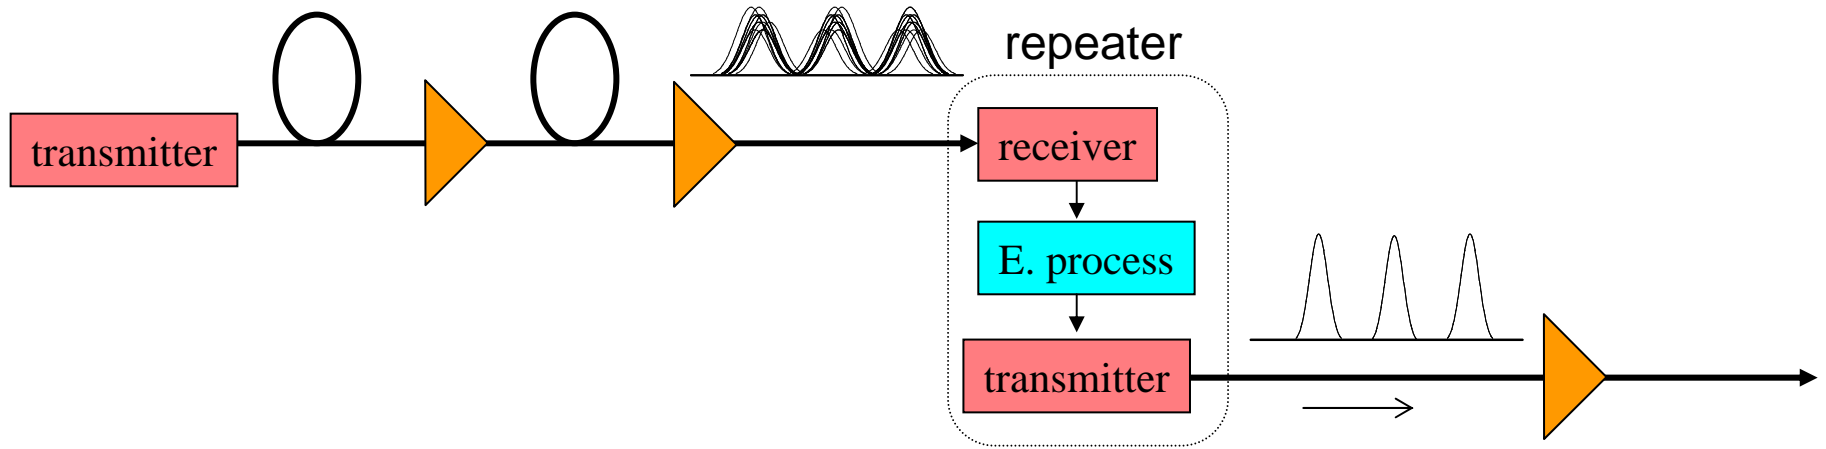 repeater
transmitter
receiver
E. process
transmitter